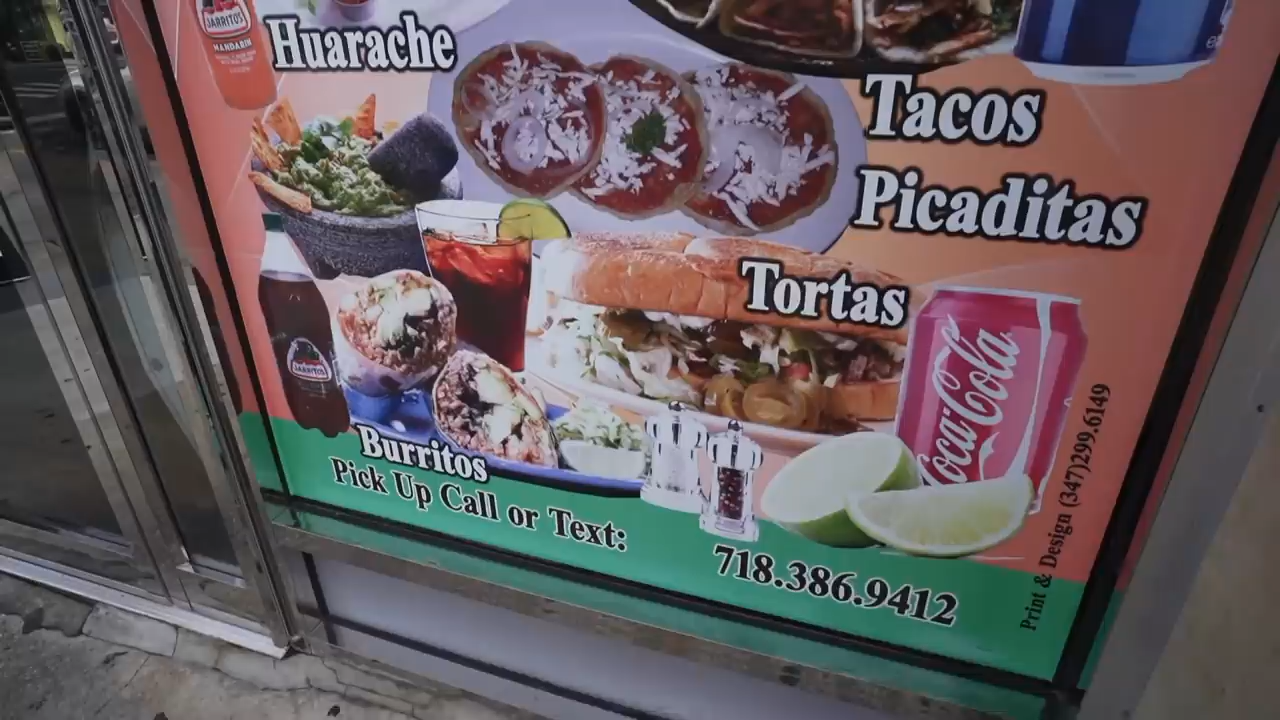 JARRITOS
MANDARIN
Huarache
Tacos
Picaditas
Tortas
Coca-Cola
JARRITOS
Burritos
Pick Up Call or Text:
718.386.9412
Print & Design (347)299.6149